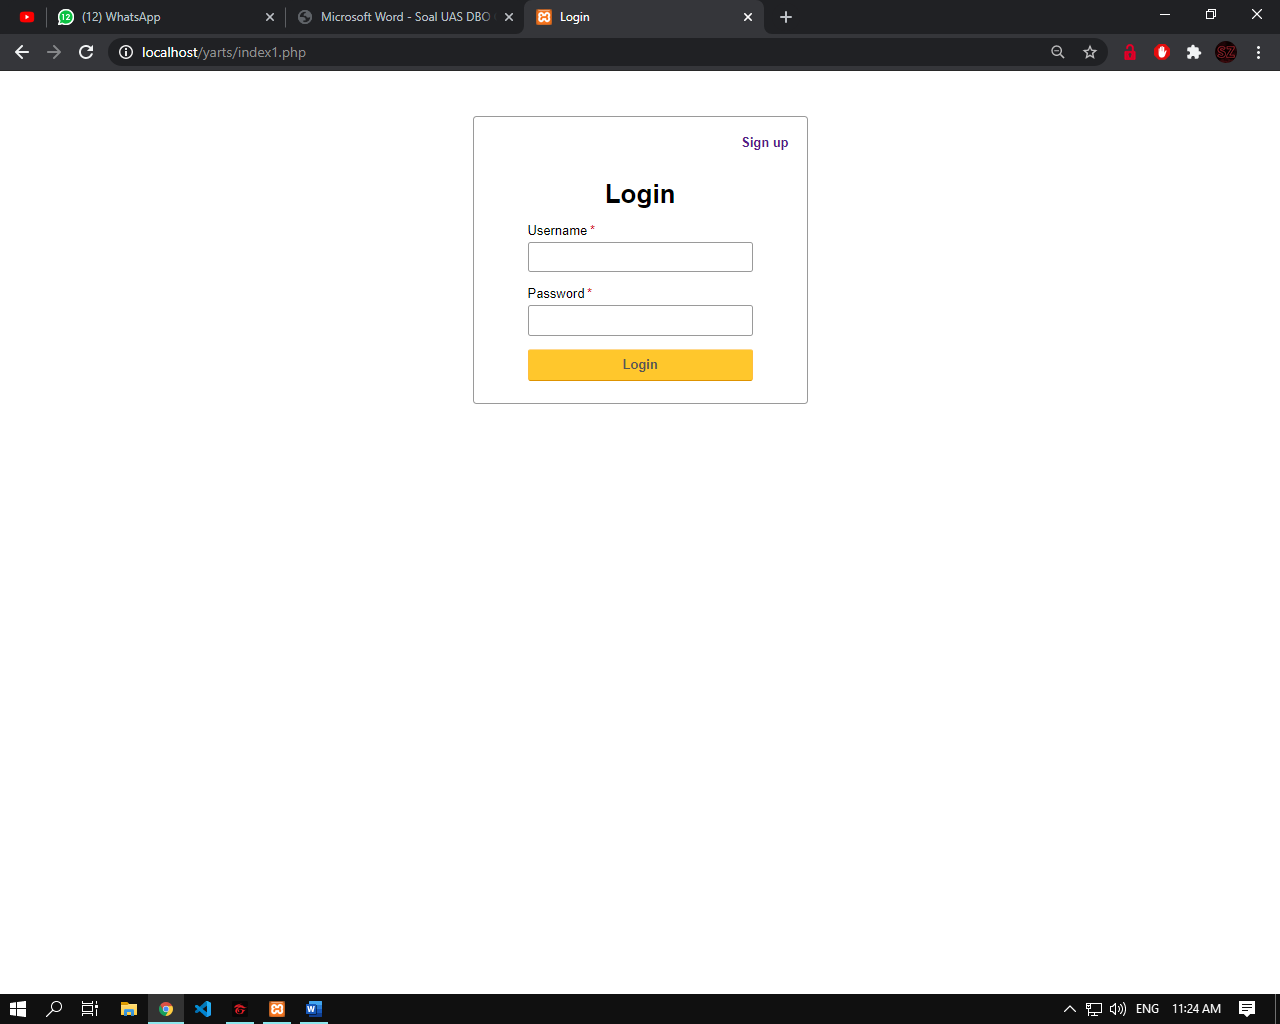 (12) WhatsApp
Microsoft Word - Soal UAS DBO
Login
localhost/yarts/index1.php
Sign up
Login
Username *
Password *
Login
ENG
11:24 AM